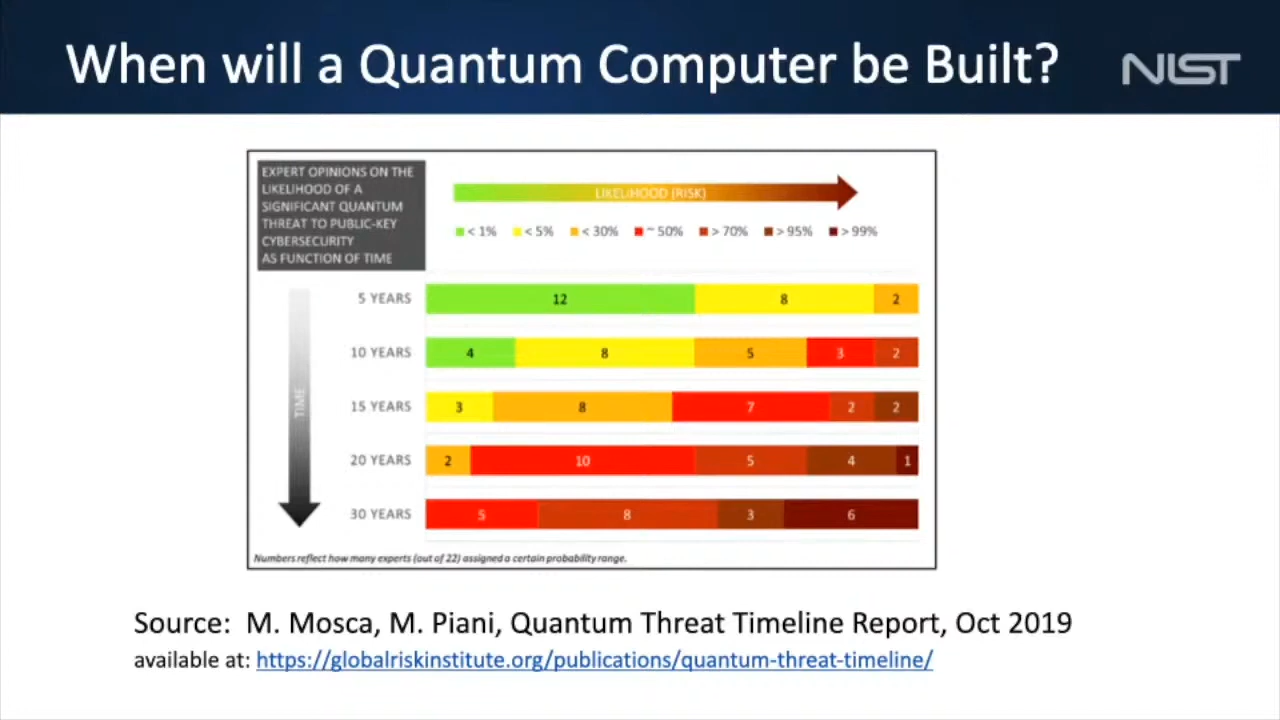 When will a Quantum Computer be Built?
NIST
EXPERT OPINIONS ON THE
LIKELIHOOD OF A
SIGNIFICANT QUANTUM
THREAT TO PUBLIC-KEY
CYBERSECURITY
AS FUNCTION OF TIME
LIKELIHOOD (RISK)
< 1% < 5% < 30% ~ 50% > 70% > 95% > 99%
5 YEARS 12 8 2
10 YEARS 4 8 5 3 2
15 YEARS 3 8 7 2 2
20 YEARS 2 10 5 4 1
30 YEARS 5 8 3 6
TIME
Numbers reflect how many experts (out of 22) assigned a certain probability range.
Source: M. Mosca, M. Piani, Quantum Threat Timeline Report, Oct 2019
available at: https://globalriskinstitute.org/publications/quantum-threat-timeline/